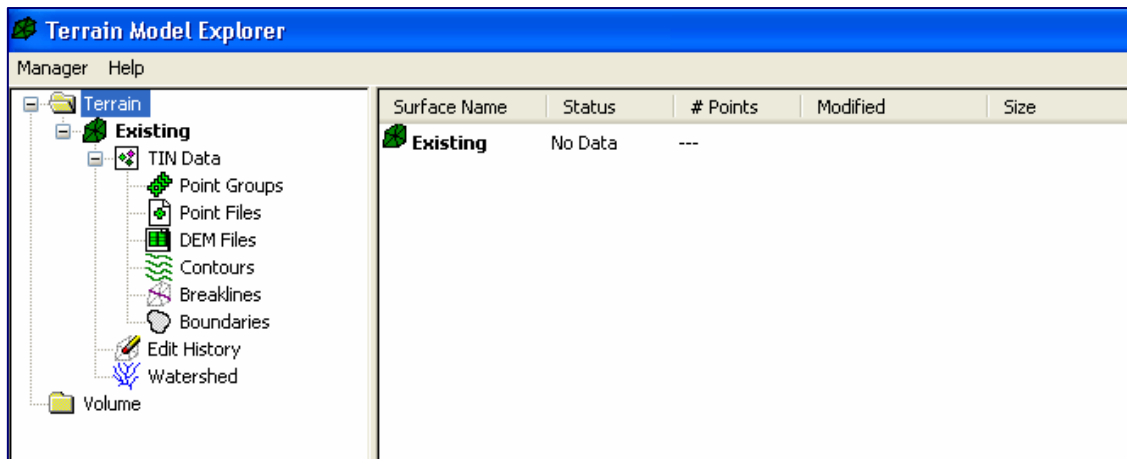 Terrain Model Explorer
Manager Help
Terrain
Existing
TIN Data
Point Groups
Point Files
DEM Files
Contours
Breaklines
Boundaries
Edit History
Watershed
Volume
Surface Name Status # Points Modified Size
Existing No Data ---